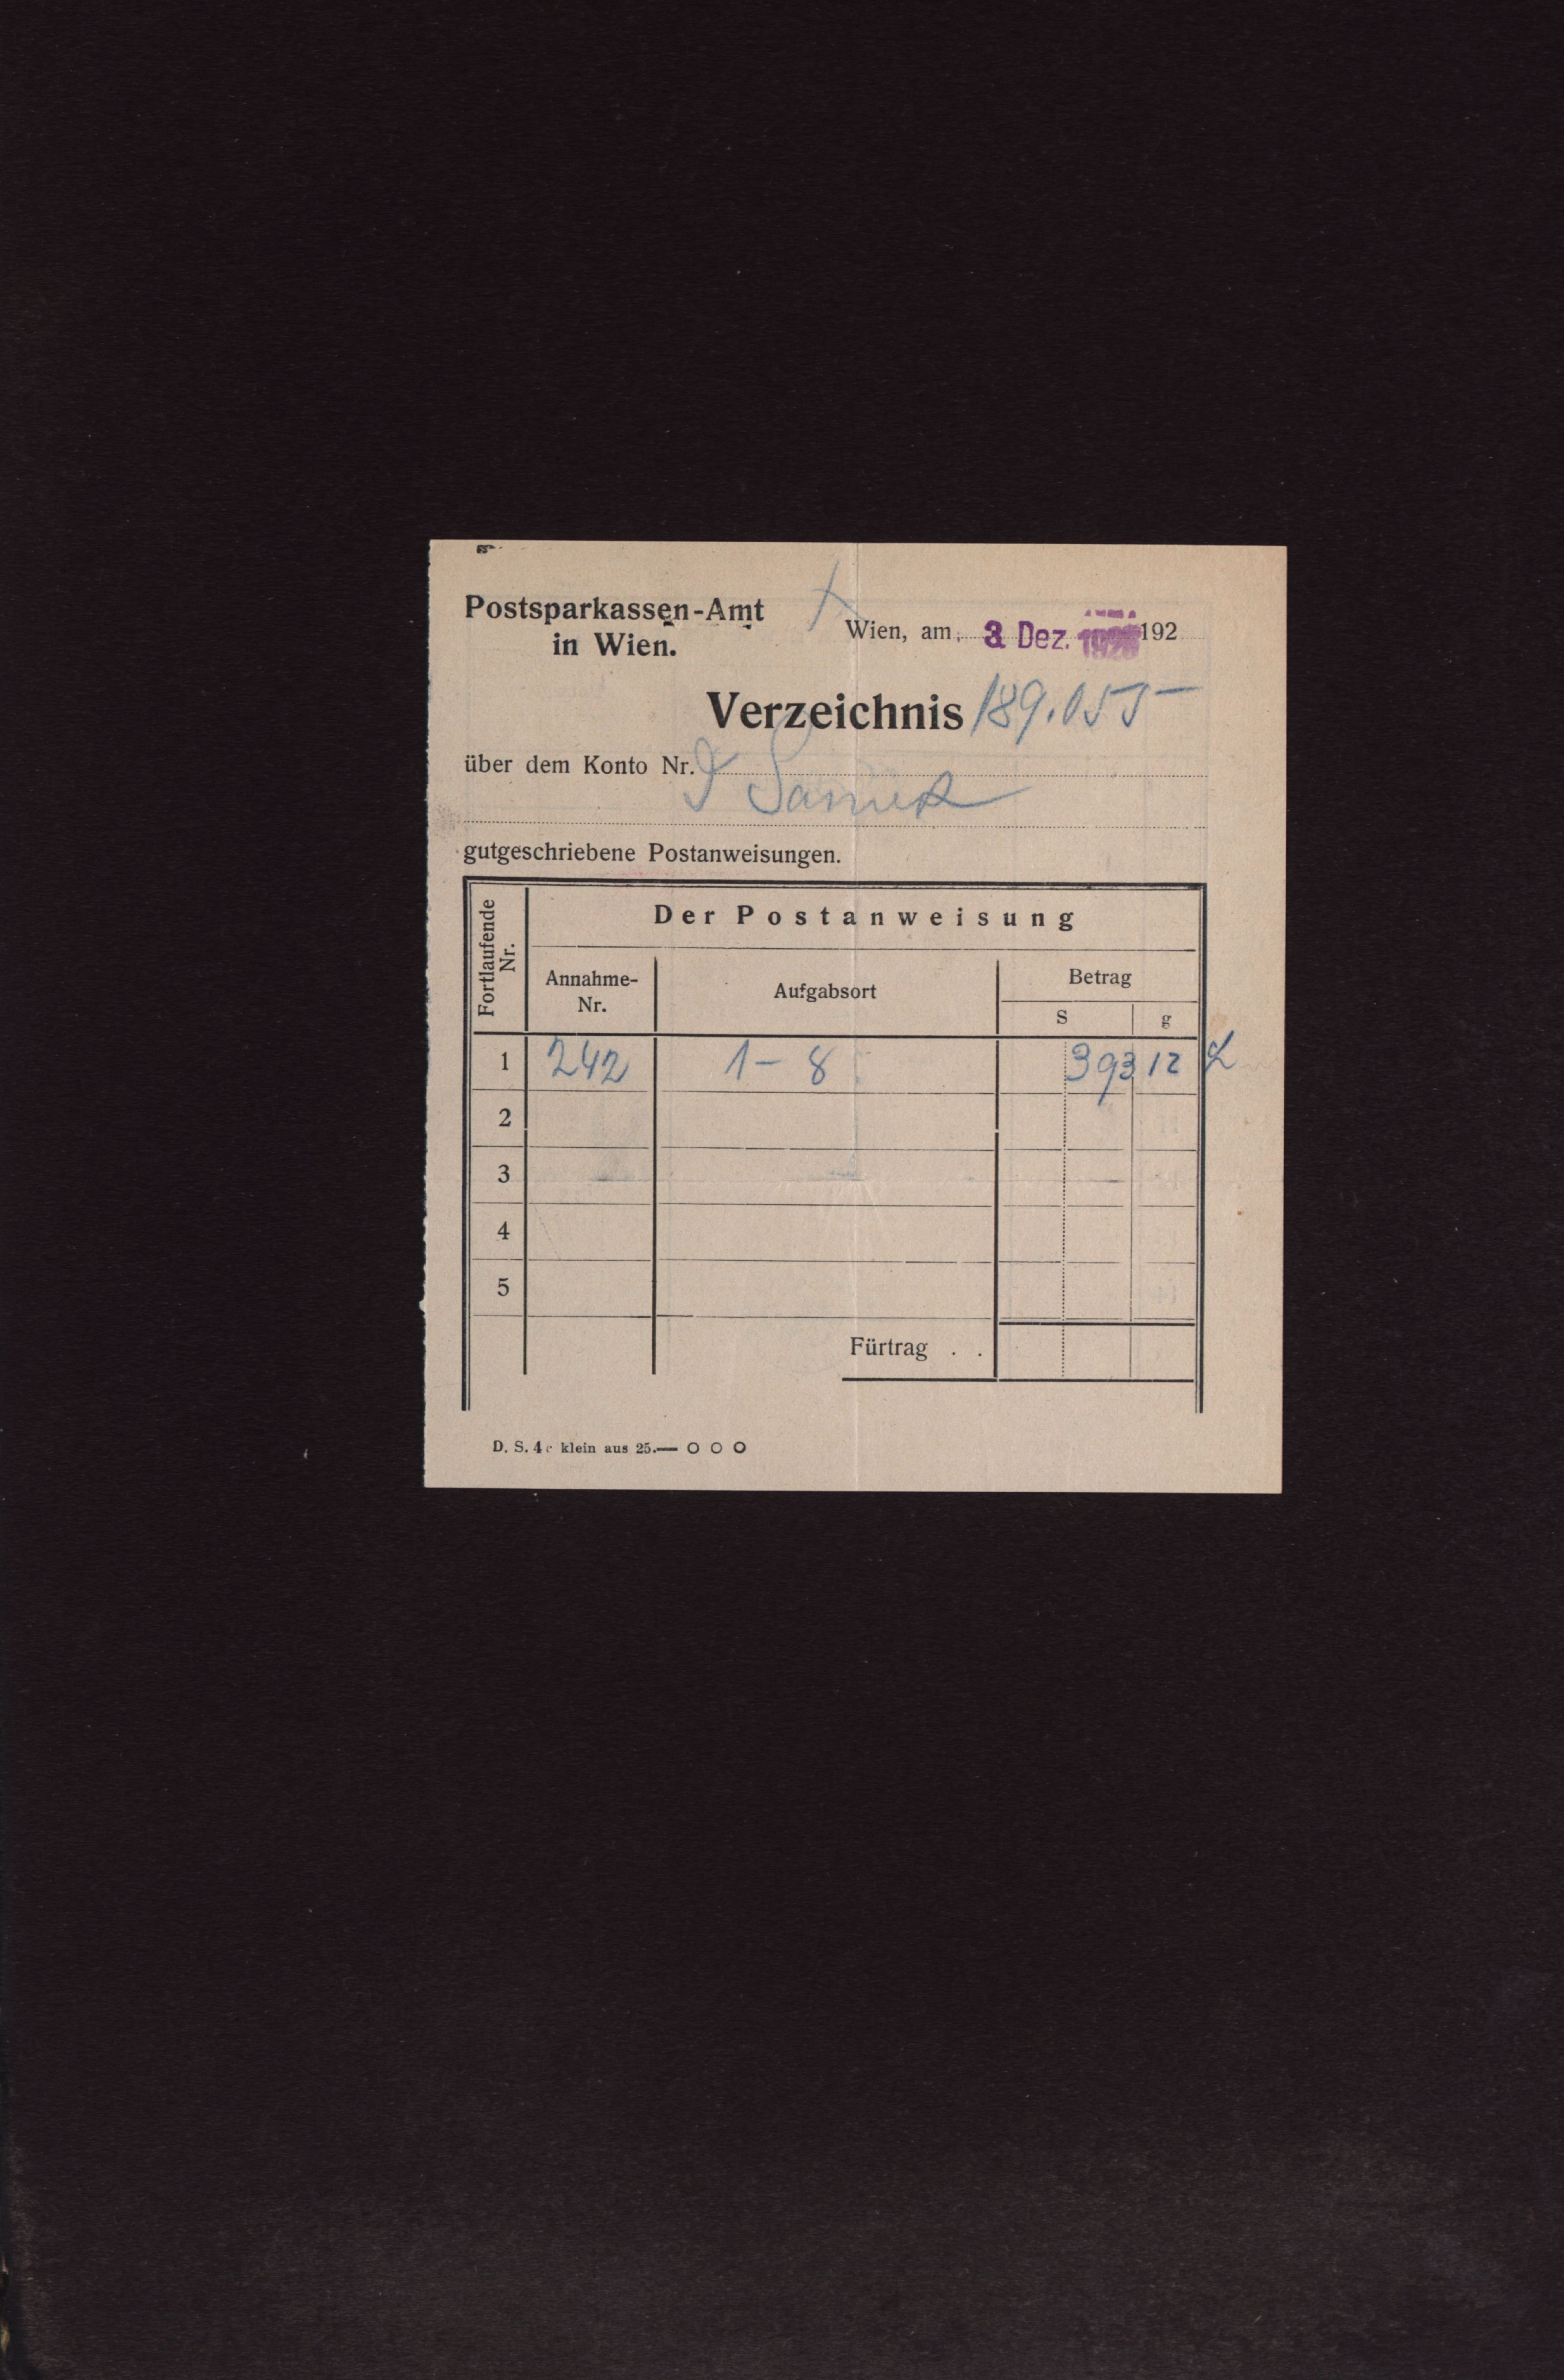 Postsparkassen-Amt
in Wien.
Wien, am 3. Dez. 192
Verzeichnis 189.055
über dem Konto Nr.
Samek
gutgeschriebene Postanweisungen.
Fortlaufende Nr.
Der Postanweisung
Annahme-Nr.
Aufgabsort
Betrag
S g
1 242 1-8 393 12
2
3
4
5
Fürtrag . .
D. S. 4 klein aus 25.— O O O